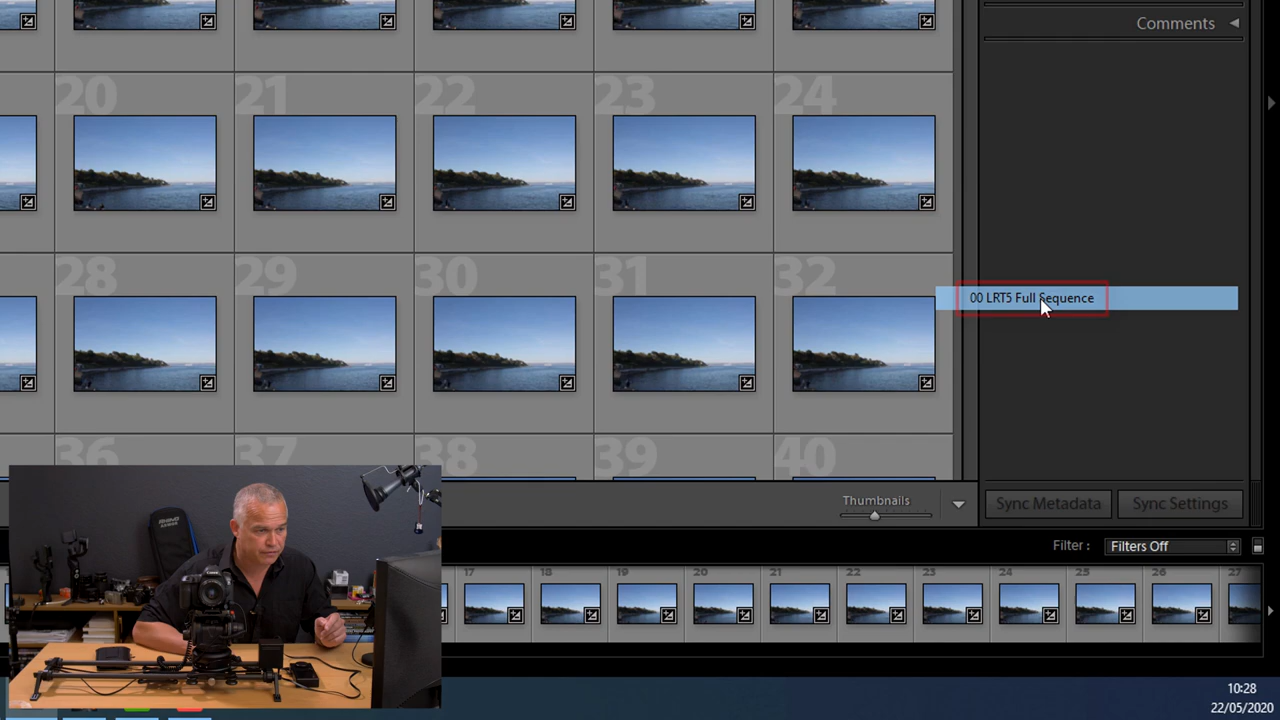 Comments
20 21 22 23 24
28 29 30 31 32
00 LRT5 Full Sequence
36 37 38 39 40
Thumbnails
Sync Metadata Sync Settings
Filter : Filters Off
17 18 19 20 21 22 23 24 25 26 27
10:28
22/05/2020